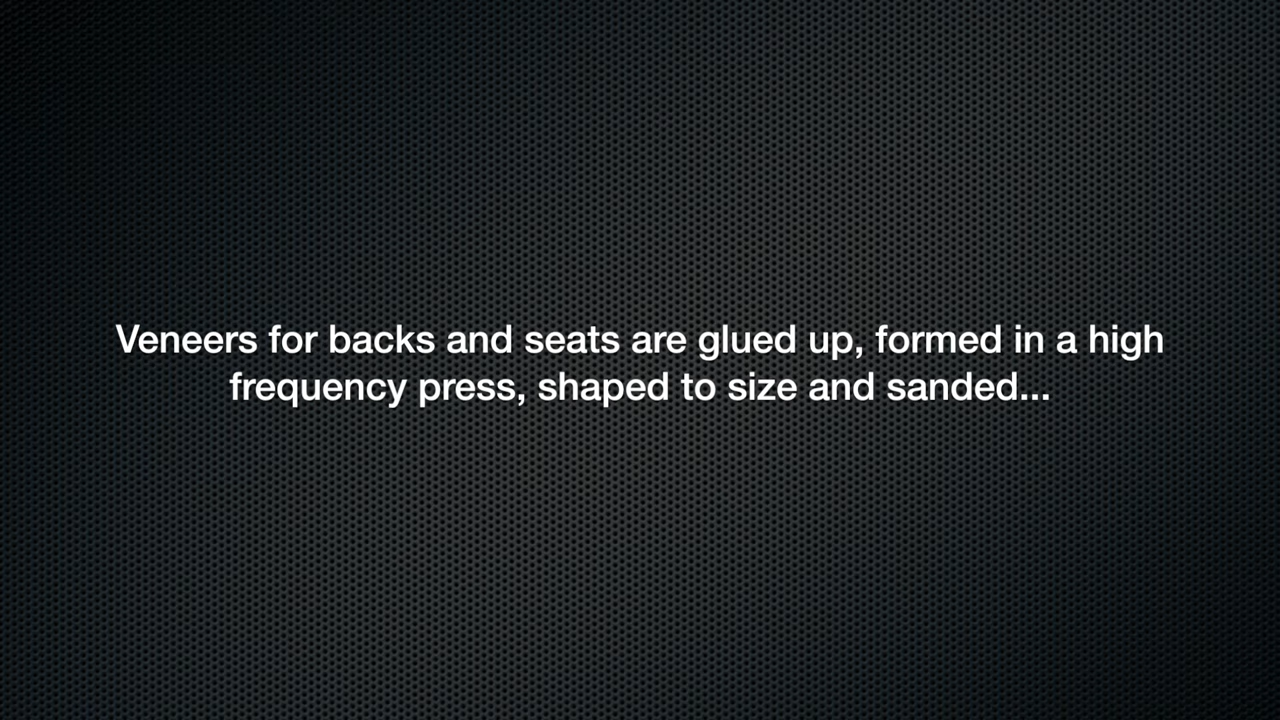 Veneers for backs and seats are glued up, formed in a high
frequency press, shaped to size and sanded...